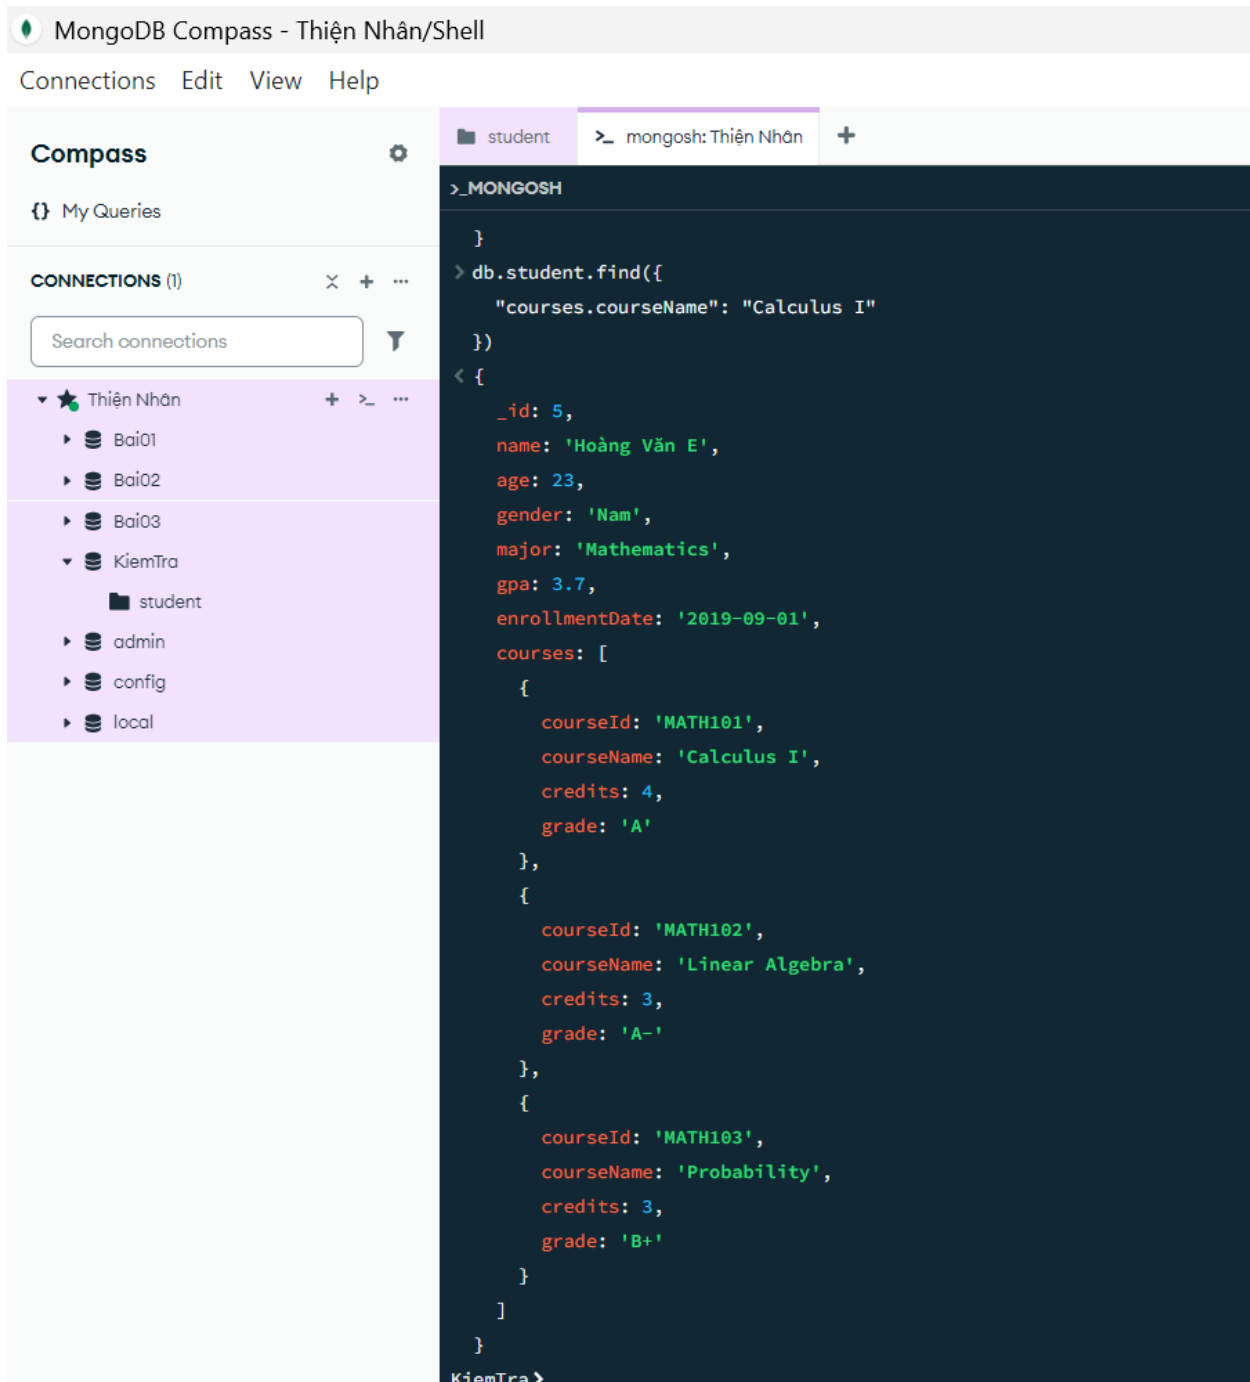 MongoDB Compass - Thiện Nhân/Shell
Connections Edit View Help
Compass
{} My Queries
CONNECTIONS (1)
Search connections
Thiện Nhân
Bai01
Bai02
Bai03
KiemTra
student
admin
config
local
student
>_ mongosh: Thiện Nhân
>_MONGOSH
}
> db.student.find({
"courses.courseName": "Calculus I"
})
< {
_id: 5,
name: 'Hoàng Văn E',
age: 23,
gender: 'Nam',
major: 'Mathematics',
gpa: 3.7,
enrollmentDate: '2019-09-01',
courses: [
{
courseId: 'MATH101',
courseName: 'Calculus I',
credits: 4,
grade: 'A'
},
{
courseId: 'MATH102',
courseName: 'Linear Algebra',
credits: 3,
grade: 'A-'
},
{
courseId: 'MATH103',
courseName: 'Probability',
credits: 3,
grade: 'B+'
}
]
}
KiemTra>